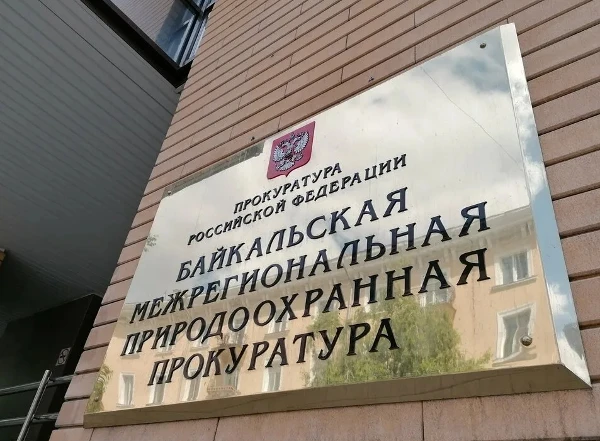 ПРОКУРАТУРА
РОССИЙСКОЙ ФЕДЕРАЦИИ
БАЙКАЛЬСКАЯ
МЕЖРЕГИОНАЛЬНАЯ
ПРИРОДООХРАННАЯ
ПРОКУРАТУРА